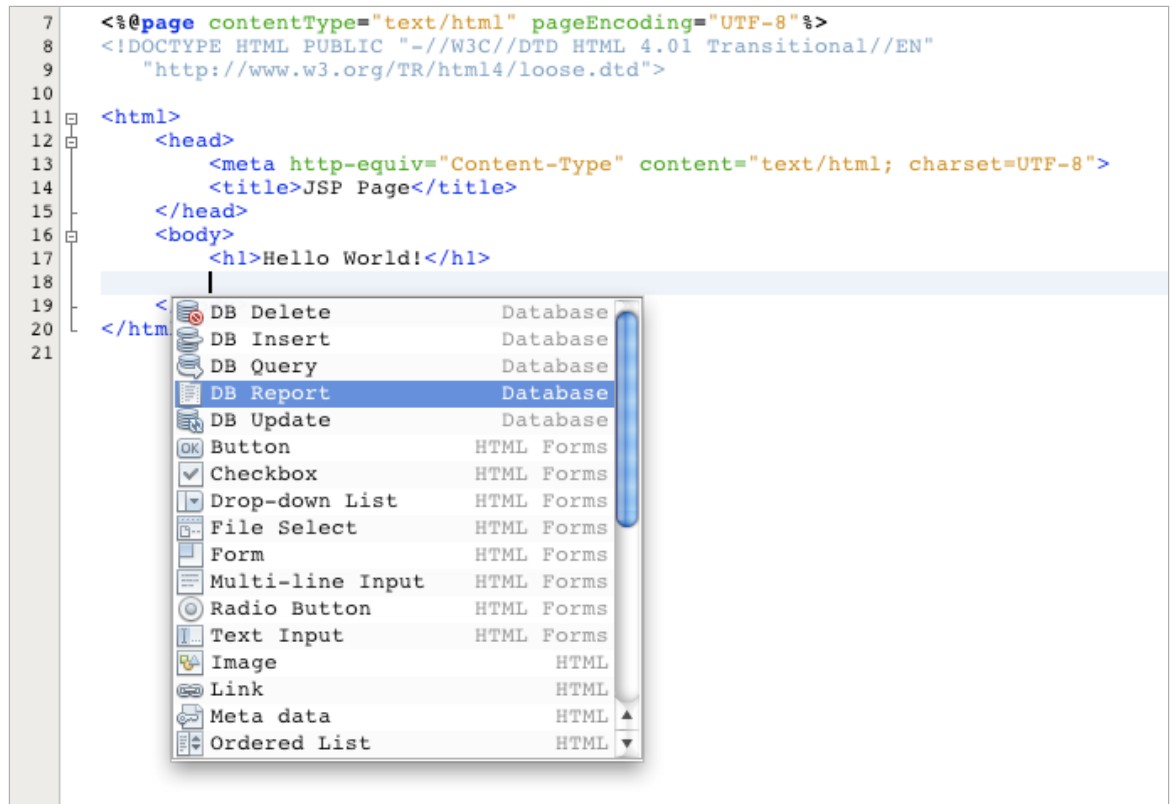 7 <%@page contentType="text/html" pageEncoding="UTF-8"%>
8 <!DOCTYPE HTML PUBLIC "-//W3C//DTD HTML 4.01 Transitional//EN"
9 "http://www.w3.org/TR/html4/loose.dtd">
10
11 <html>
12 <head>
13 <meta http-equiv="Content-Type" content="text/html; charset=UTF-8">
14 <title>JSP Page</title>
15 </head>
16 <body>
17 <h1>Hello World!</h1>
18
19 <
20 </htm
21
DB Delete Database
DB Insert Database
DB Query Database
DB Report Database
DB Update Database
OK Button HTML Forms
Checkbox HTML Forms
Drop-down List HTML Forms
File Select HTML Forms
Form HTML Forms
Multi-line Input HTML Forms
Radio Button HTML Forms
Text Input HTML Forms
Image HTML
Link HTML
Meta data HTML
Ordered List HTML